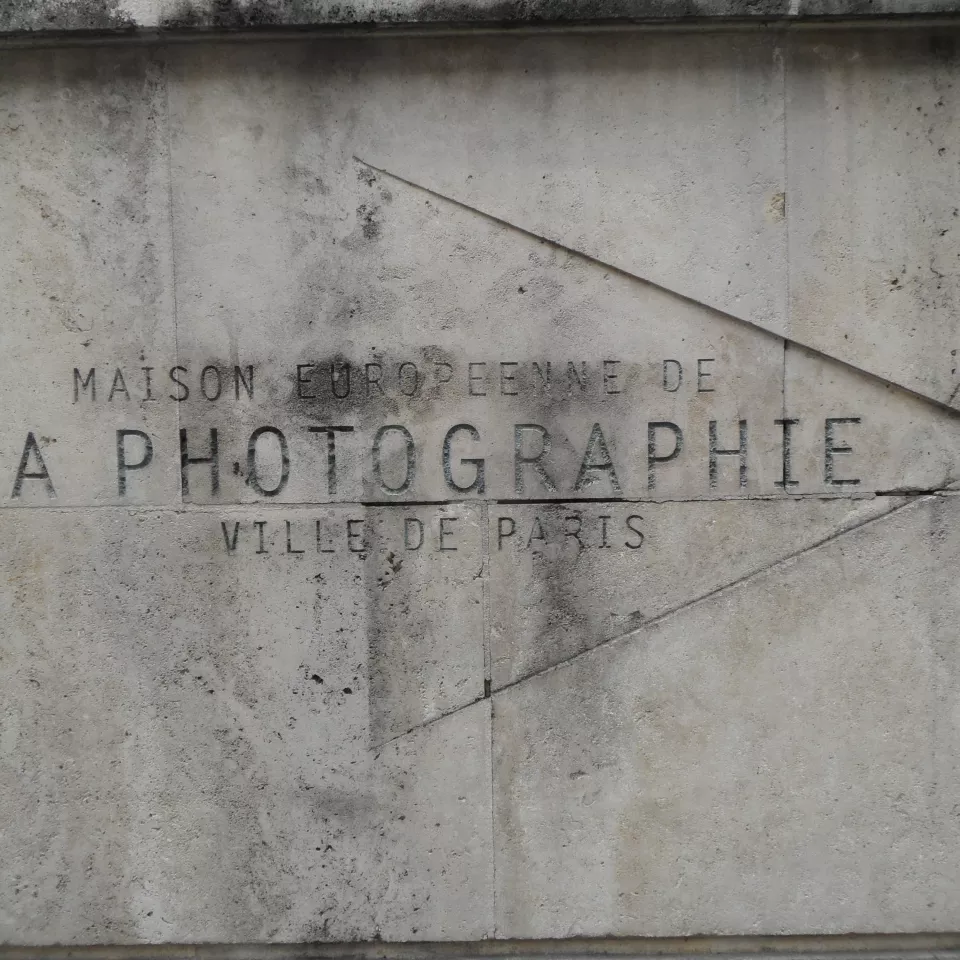 MAISON EUROPEENNE DE
A PHOTOGRAPHIE
VILLE DE PARIS